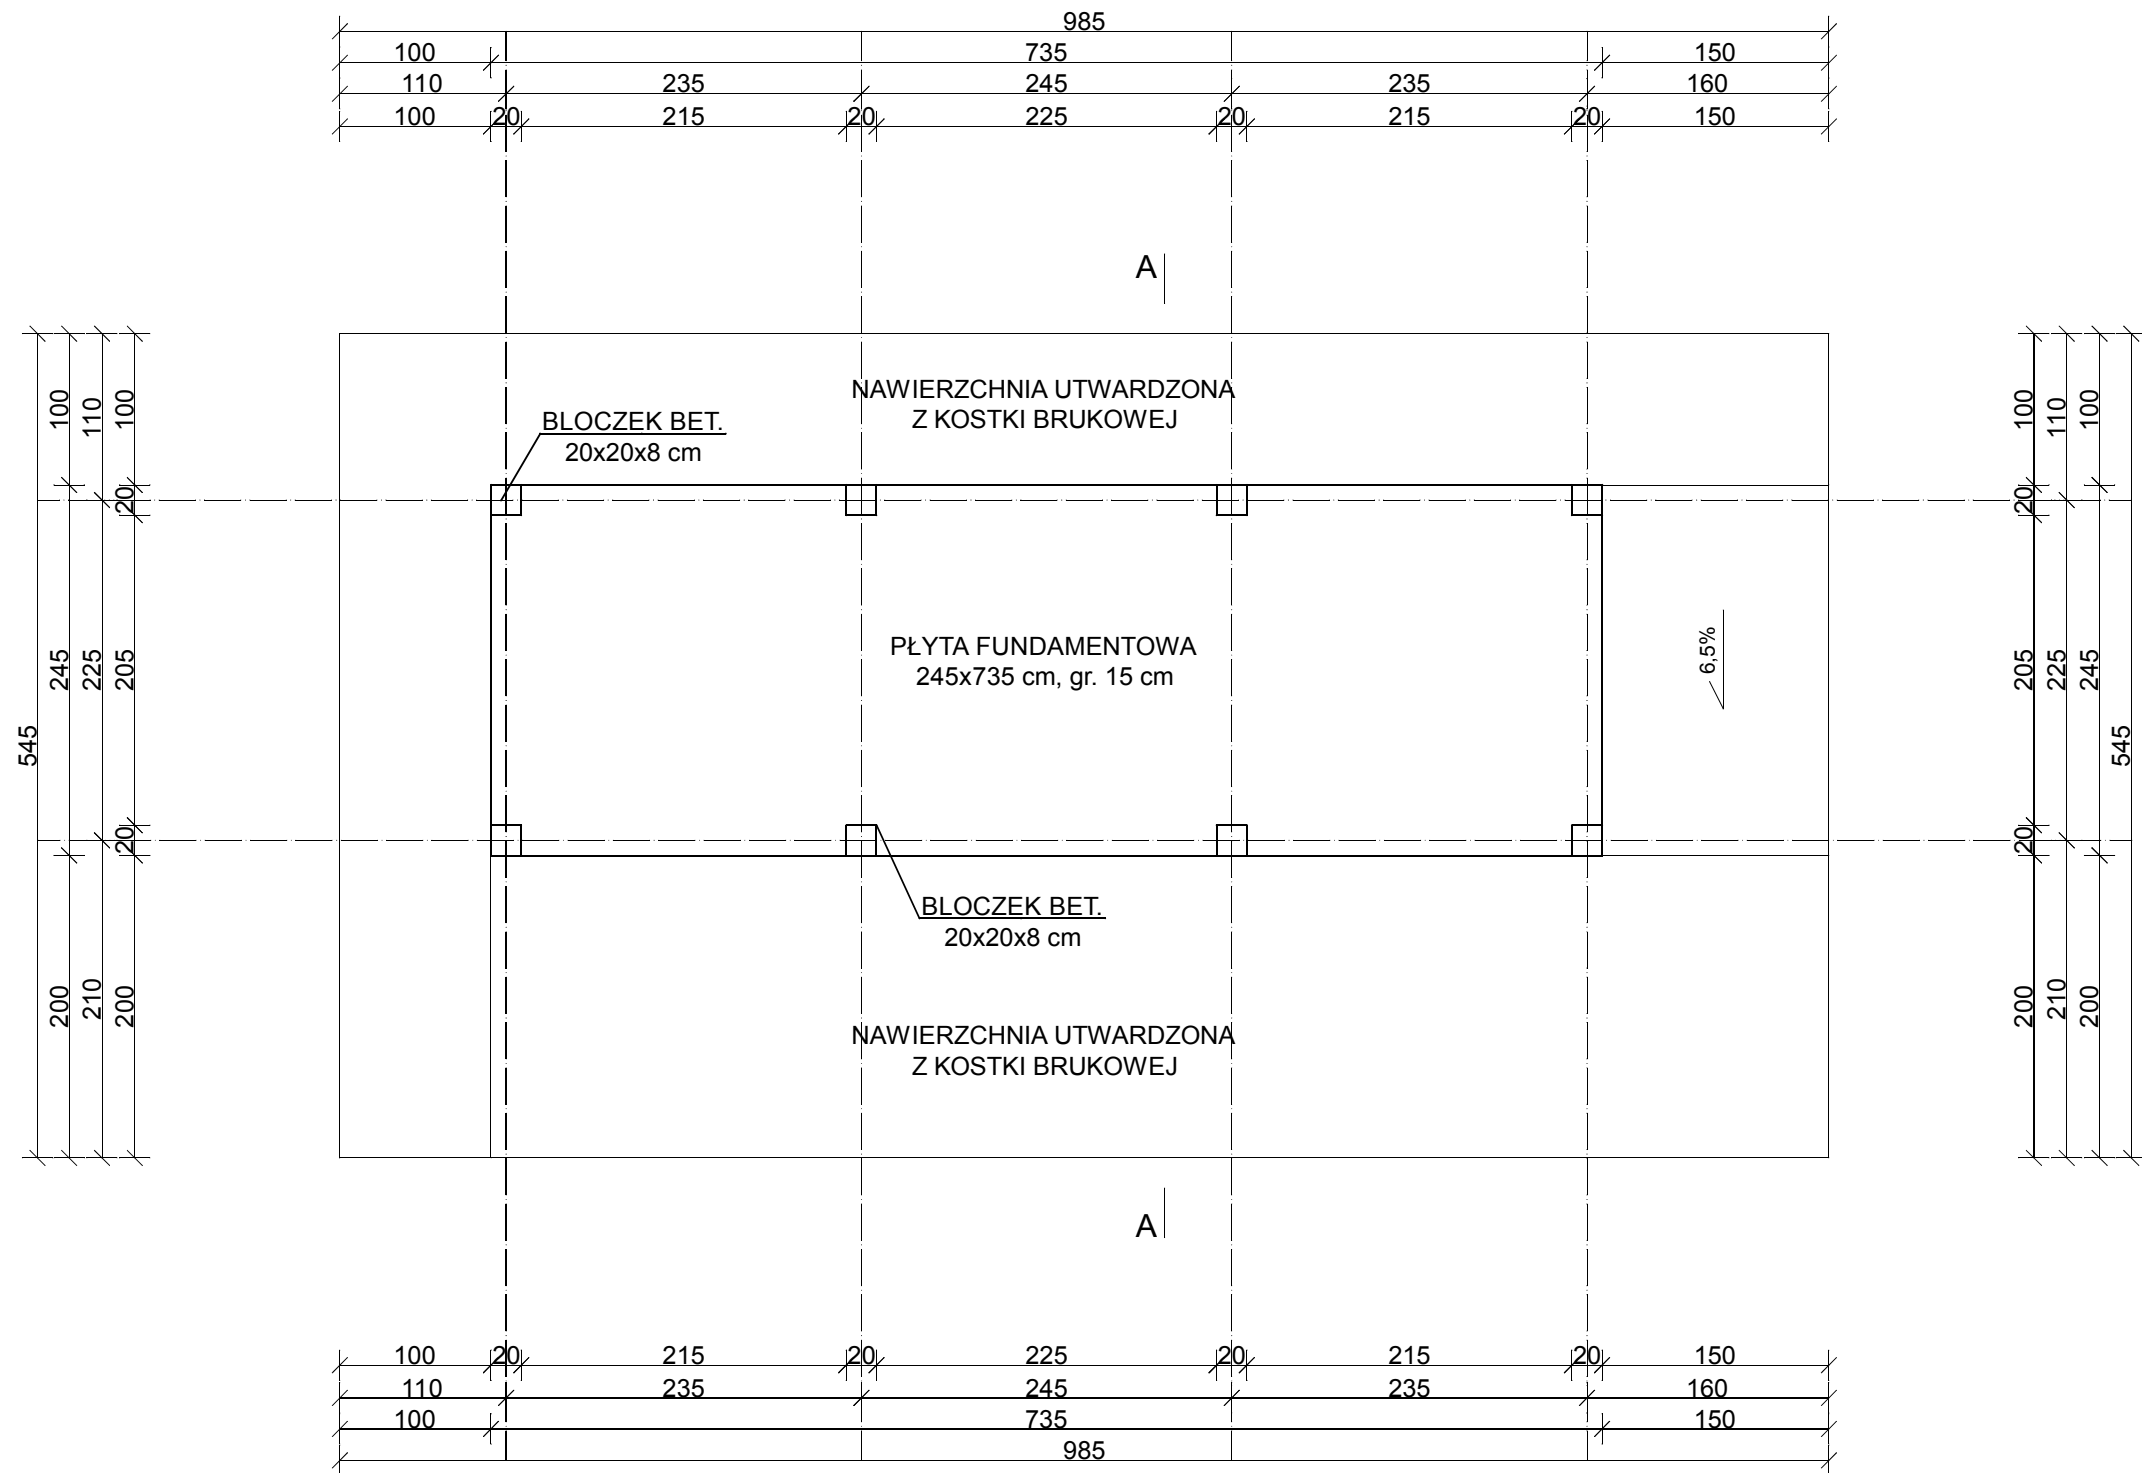 985
100 735 150
110 235 245 235 160
100 20 215 20 225 20 215 20 150
A
NAWIERZCHNIA UTWARDZONA
Z KOSTKI BRUKOWEJ
BLOCZEK BET.
20x20x8 cm
PŁYTA FUNDAMENTOWA
245x735 cm, gr. 15 cm
6,5%
BLOCZEK BET.
20x20x8 cm
NAWIERZCHNIA UTWARDZONA
Z KOSTKI BRUKOWEJ
A
545
100 245 200
110 225 210
100 20 205 20 200
100 20 205 20 200
110 225 210
100 245 200
545
100 20 215 20 225 20 215 20 150
110 235 245 235 160
100 735 150
985